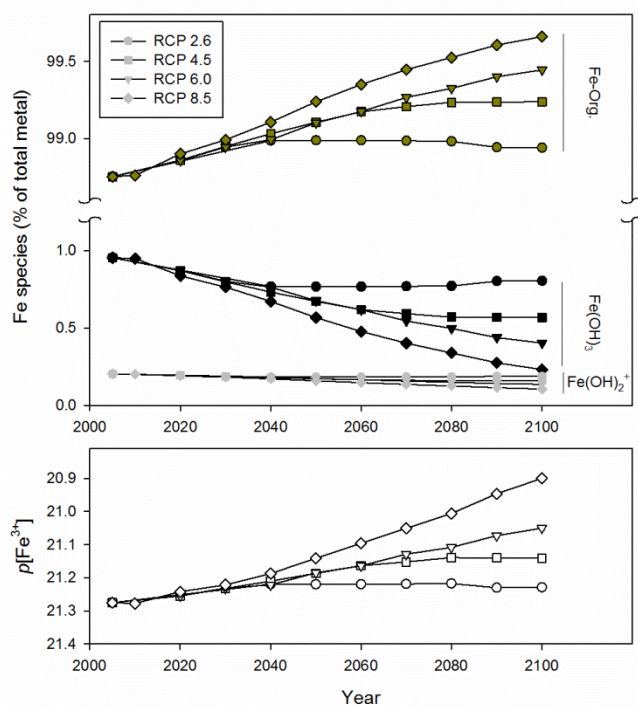 99.5
99.0
1.0
0.5
0.0
Fe species (% of total metal)
RCP 2.6
RCP 4.5
RCP 6.0
RCP 8.5
Fe-Org.
Fe(OH)₃
Fe(OH)₂⁺
2000 2020 2040 2060 2080 2100
20.9
21.0
21.1
21.2
21.3
21.4
p[Fe³⁺]
2000 2020 2040 2060 2080 2100
Year